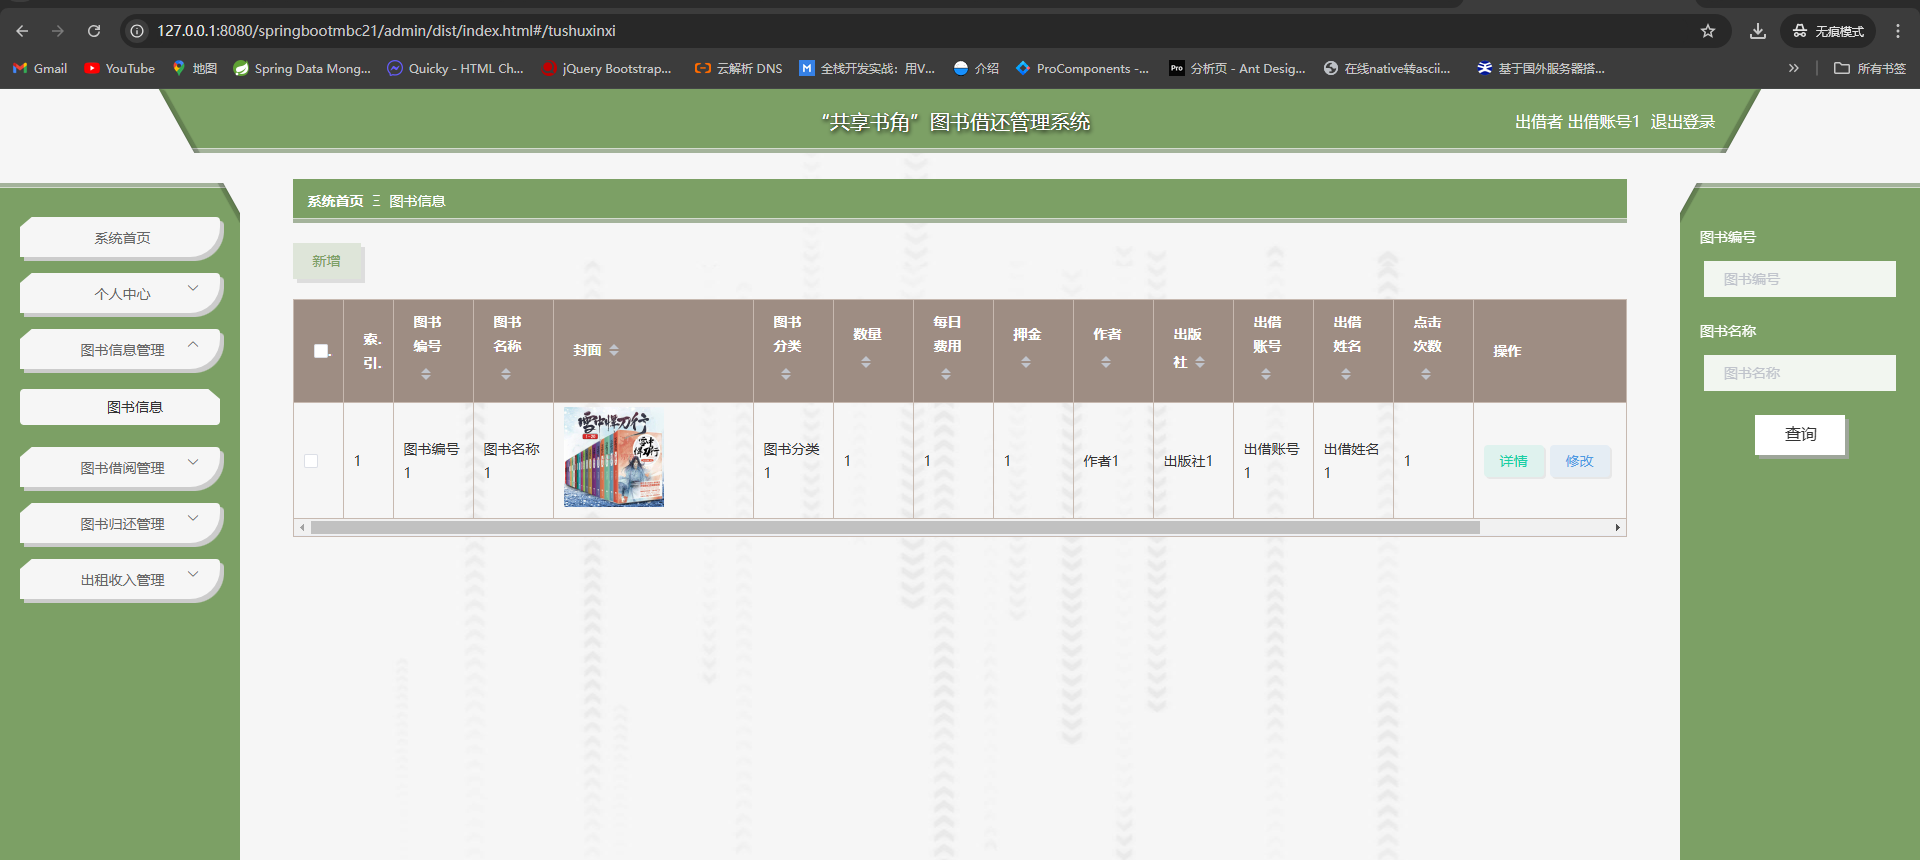 127.0.0.1:8080/springbootmbc21/admin/dist/index.html#/tushuxinxi
无痕模式
Gmail
YouTube
地图
Spring Data Mong...
Quicky - HTML Ch...
jQuery Bootstrap...
云解析 DNS
全栈开发实战：用V...
介绍
ProComponents -...
分析页 - Ant Desig...
在线native转ascii...
基于国外服务器搭...
所有书签
“共享书角”图书借还管理系统
出借者 出借账号1 退出登录
系统首页
个人中心
图书信息管理
图书信息
图书借阅管理
图书归还管理
出租收入管理
系统首页 Ξ 图书信息
新增
索.
引.
图书
编号
图书
名称
封面
图书
分类
数量
每日
费用
押金
作者
出版
社
出借
账号
出借
姓名
点击
次数
操作
1
图书编号
1
图书名称
1
雪中悍刀行
图书分类
1
1
1
1
作者1
出版社1
出借账号
1
出借姓名
1
1
详情
修改
图书编号
图书编号
图书名称
图书名称
查询